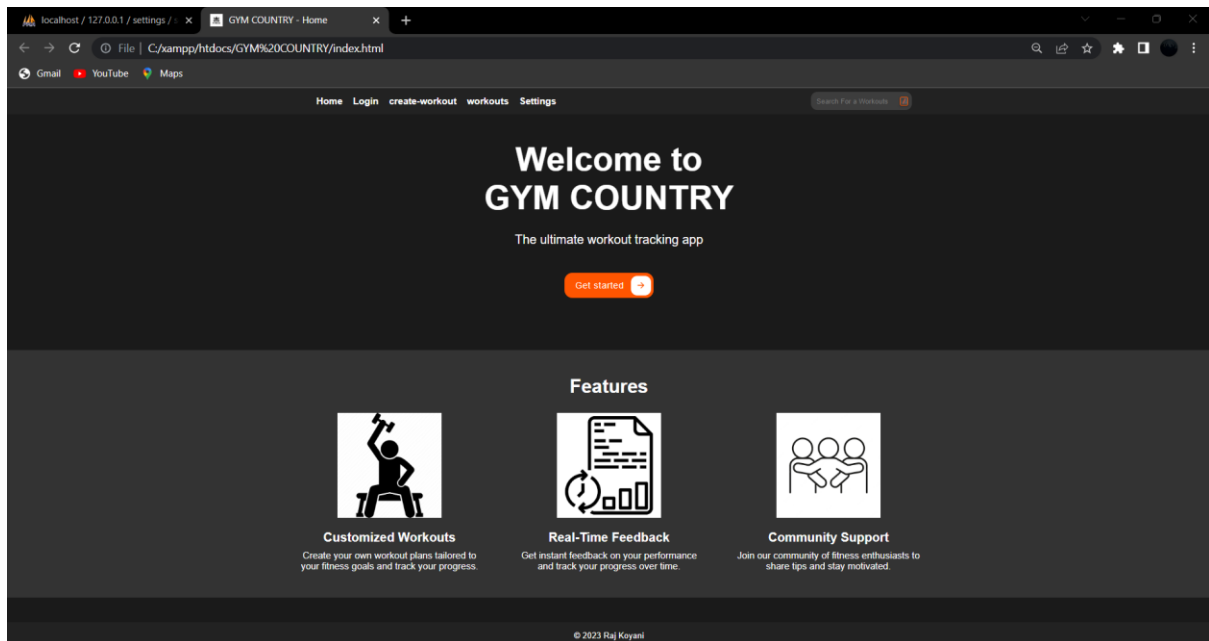 localhost / 127.0.0.1 / settings / s
GYM COUNTRY - Home
File | C:/xampp/htdocs/GYM%20COUNTRY/index.html
Gmail YouTube Maps
Home Login create-workout workouts Settings
Search For a Workouts
Welcome to
GYM COUNTRY
The ultimate workout tracking app
Get started
Features
Customized Workouts
Create your own workout plans tailored to
your fitness goals and track your progress.
Real-Time Feedback
Get instant feedback on your performance
and track your progress over time.
Community Support
Join our community of fitness enthusiasts to
share tips and stay motivated.
© 2023 Raj Koyani